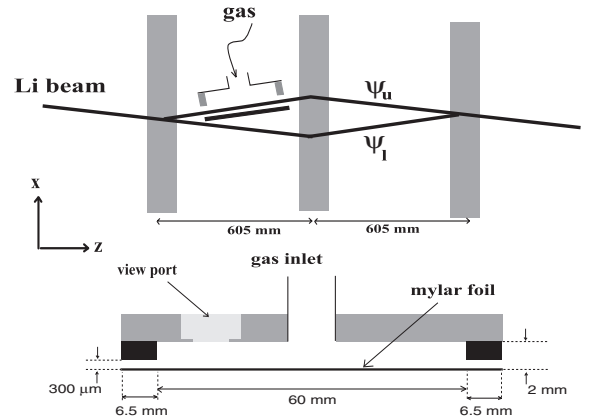 gas
Li beam
Ψu
Ψl
x
605 mm
605 mm
z
gas inlet
view port
mylar foil
300 μm
60 mm
2 mm
6.5 mm
6.5 mm